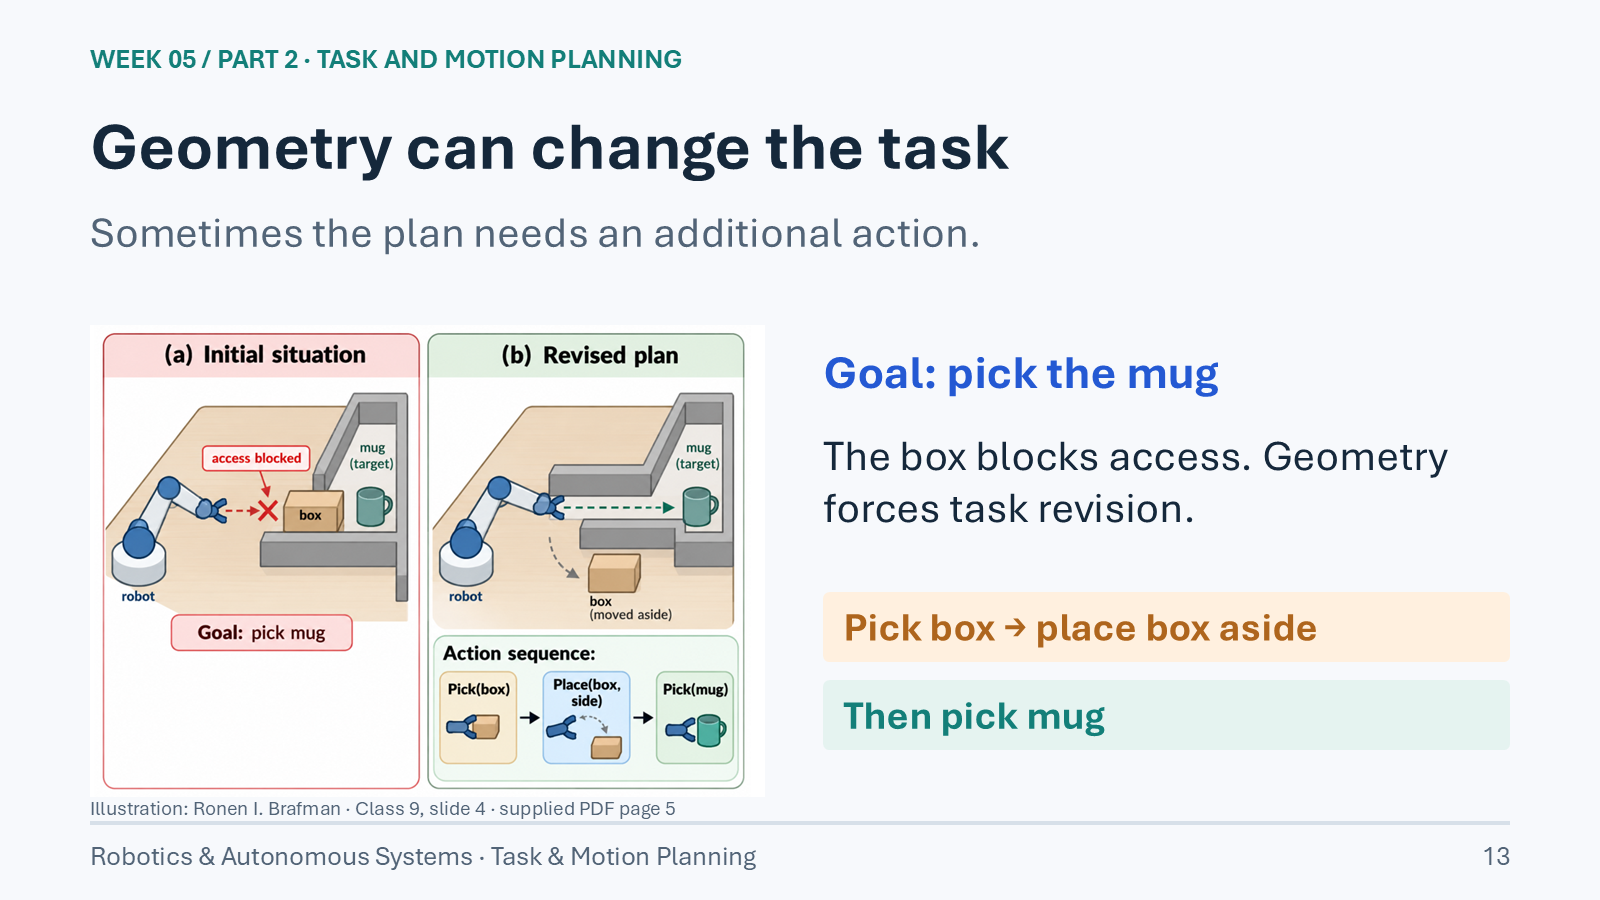 WEEK 05 / PART 2 · TASK AND MOTION PLANNING
Geometry can change the task
Sometimes the plan needs an additional action.
(a) Initial situation
access blocked
mug
(target)
box
robot
Goal: pick mug
(b) Revised plan
mug
(target)
robot
box
(moved aside)
Action sequence:
Pick(box)
Place(box,
side)
Pick(mug)
Illustration: Ronen I. Brafman · Class 9, slide 4 · supplied PDF page 5
Goal: pick the mug
The box blocks access. Geometry
forces task revision.
Pick box → place box aside
Then pick mug
Robotics & Autonomous Systems · Task & Motion Planning
13